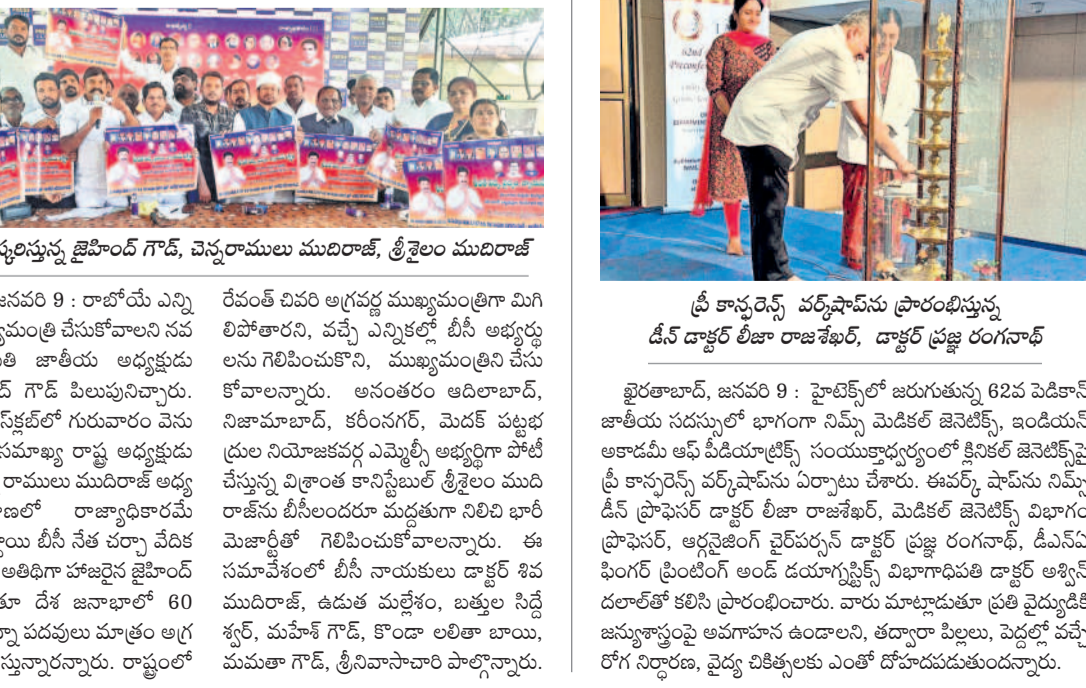 స్కరిస్తున్న జైహింద్ గౌడ్, చెన్నరాములు ముదిరాజ్, శ్రీశైలం ముదిరాజ్
జనవరి 9 : రాబోయే ఎన్ని
్యమంత్రి చేసుకోవాలని నవ
తి జాతీయ అధ్యక్షుడు
ద్ గౌడ్ పిలుపునిచ్చారు.
స్‌క్లబ్‌లో గురువారం వెను
సమాఖ్య రాష్ట్ర అధ్యక్షుడు
రాములు ముదిరాజ్ అధ్య
ణలో రాజ్యాధికారమే
ాయి బీసీ నేత చర్చా వేదిక
అతిథిగా హాజరైన జైహింద్
తూ దేశ జనాభాలో 60
న్నా పదవులు మాత్రం అగ్ర
స్తున్నారన్నారు. రాష్ట్రంలో
రేవంత్ చివరి అగ్రవర్ణ ముఖ్యమంత్రిగా మిగి
లిపోతారని, వచ్చే ఎన్నికల్లో బీసీ అభ్యర్థు
లను గెలిపించుకొని, ముఖ్యమంత్రిని చేసు
కోవాలన్నారు. అనంతరం ఆదిలాబాద్,
నిజామాబాద్, కరీంనగర్, మెదక్ పట్టభ
ద్రుల నియోజకవర్గ ఎమ్మెల్సీ అభ్యర్థిగా పోటీ
చేస్తున్న విశ్రాంత కానిస్టేబుల్ శ్రీశైలం ముది
రాజ్‌ను బీసీలందరూ మద్దతుగా నిలిచి భారీ
మెజార్టీతో గెలిపించుకోవాలన్నారు. ఈ
సమావేశంలో బీసీ నాయకులు డాక్టర్ శివ
ముదిరాజ్, ఉడుత మల్లేశం, బత్తుల సిద్దే
శ్వర్, మహేశ్ గౌడ్, కొండా లలితా బాయి,
మమతా గౌడ్, శ్రీనివాసాచారి పాల్గొన్నారు.
62nd
Preconfe
ప్రీ కాన్ఫరెన్స్ వర్క్‌షాప్‌ను ప్రారంభిస్తున్న
డీన్ డాక్టర్ లీజా రాజశేఖర్, డాక్టర్ ప్రజ్ఞ రంగనాథ్
ఖైరతాబాద్, జనవరి 9 : హైటెక్స్‌లో జరుగుతున్న 62వ పెడికాన్
జాతీయ సదస్సులో భాగంగా నిమ్స్ మెడికల్ జెనెటిక్స్, ఇండియన్
అకాడమీ ఆఫ్ పీడియాట్రిక్స్ సంయుక్తాధ్వర్యంలో క్లినికల్ జెనెటిక్స్‌పై
ప్రీ కాన్ఫరెన్స్ వర్క్‌షాప్‌ను ఏర్పాటు చేశారు. ఈవర్క్ షాప్‌ను నిమ్స్
డీన్ ప్రొఫెసర్ డాక్టర్ లీజా రాజశేఖర్, మెడికల్ జెనెటిక్స్ విభాగం
ప్రొఫెసర్, ఆర్గనైజింగ్ చైర్‌పర్సన్ డాక్టర్ ప్రజ్ఞ రంగనాథ్, డీఎన్ఏ
ఫింగర్ ప్రింటింగ్ అండ్ డయాగ్నస్టిక్స్ విభాగాధిపతి డాక్టర్ అశ్విన్
దలాల్‌తో కలిసి ప్రారంభించారు. వారు మాట్లాడుతూ ప్రతి వైద్యుడికి
జన్యుశాస్త్రంపై అవగాహన ఉండాలని, తద్వారా పిల్లలు, పెద్దల్లో వచ్చే
రోగ నిర్ధారణ, వైద్య చికిత్సలకు ఎంతో దోహదపడుతుందన్నారు.